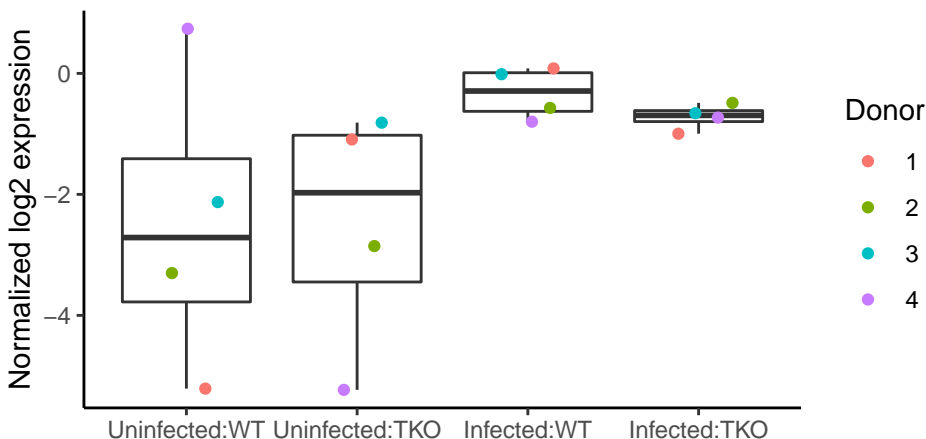 Normalized log2 expression
0
−2
−4
Uninfected:WT
Uninfected:TKO
Infected:WT
Infected:TKO
Donor
1
2
3
4